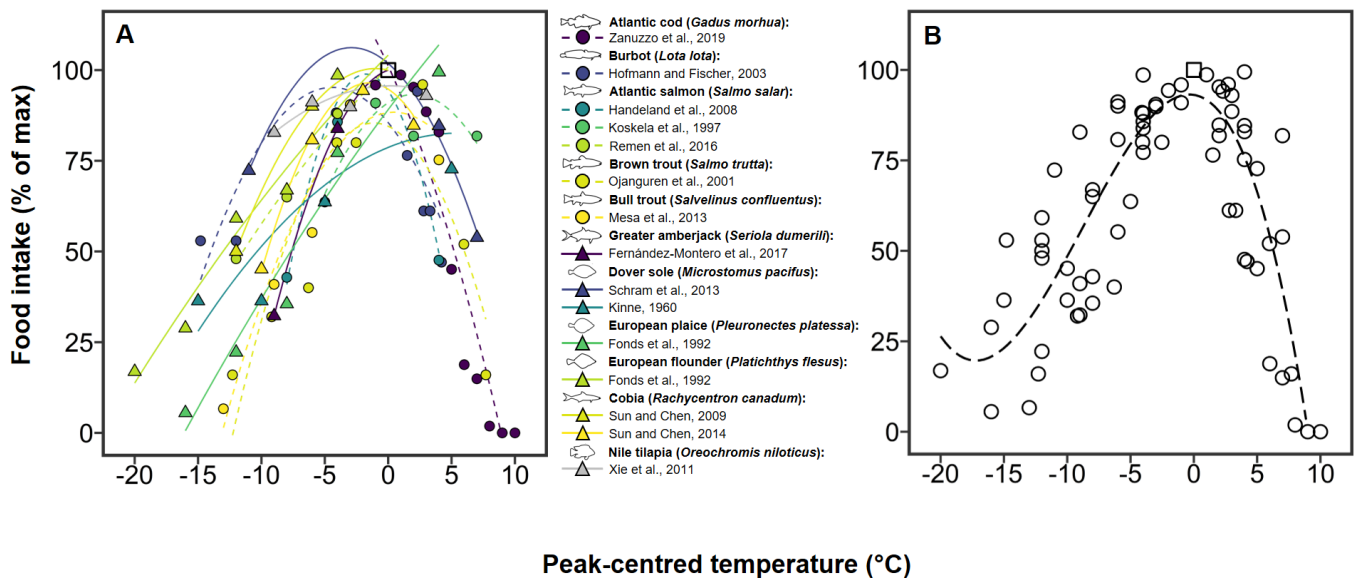 A
Food intake (% of max)
100
75
50
25
0
-20 -15 -10 -5 0 5 10
Atlantic cod (Gadus morhua):
Zanuzzo et al., 2019
Burbot (Lota lota):
Hofmann and Fischer, 2003
Atlantic salmon (Salmo salar):
Handeland et al., 2008
Koskela et al., 1997
Remen et al., 2016
Brown trout (Salmo trutta):
Ojanguren et al., 2001
Bull trout (Salvelinus confluentus):
Mesa et al., 2013
Greater amberjack (Seriola dumerili):
Fernández-Montero et al., 2017
Dover sole (Microstomus pacifus):
Schram et al., 2013
Kinne, 1960
European plaice (Pleuronectes platessa):
Fonds et al., 1992
European flounder (Platichthys flesus):
Fonds et al., 1992
Cobia (Rachycentron canadum):
Sun and Chen, 2009
Sun and Chen, 2014
Nile tilapia (Oreochromis niloticus):
Xie et al., 2011
B
100
75
50
25
0
-20 -15 -10 -5 0 5 10
Peak-centred temperature (°C)